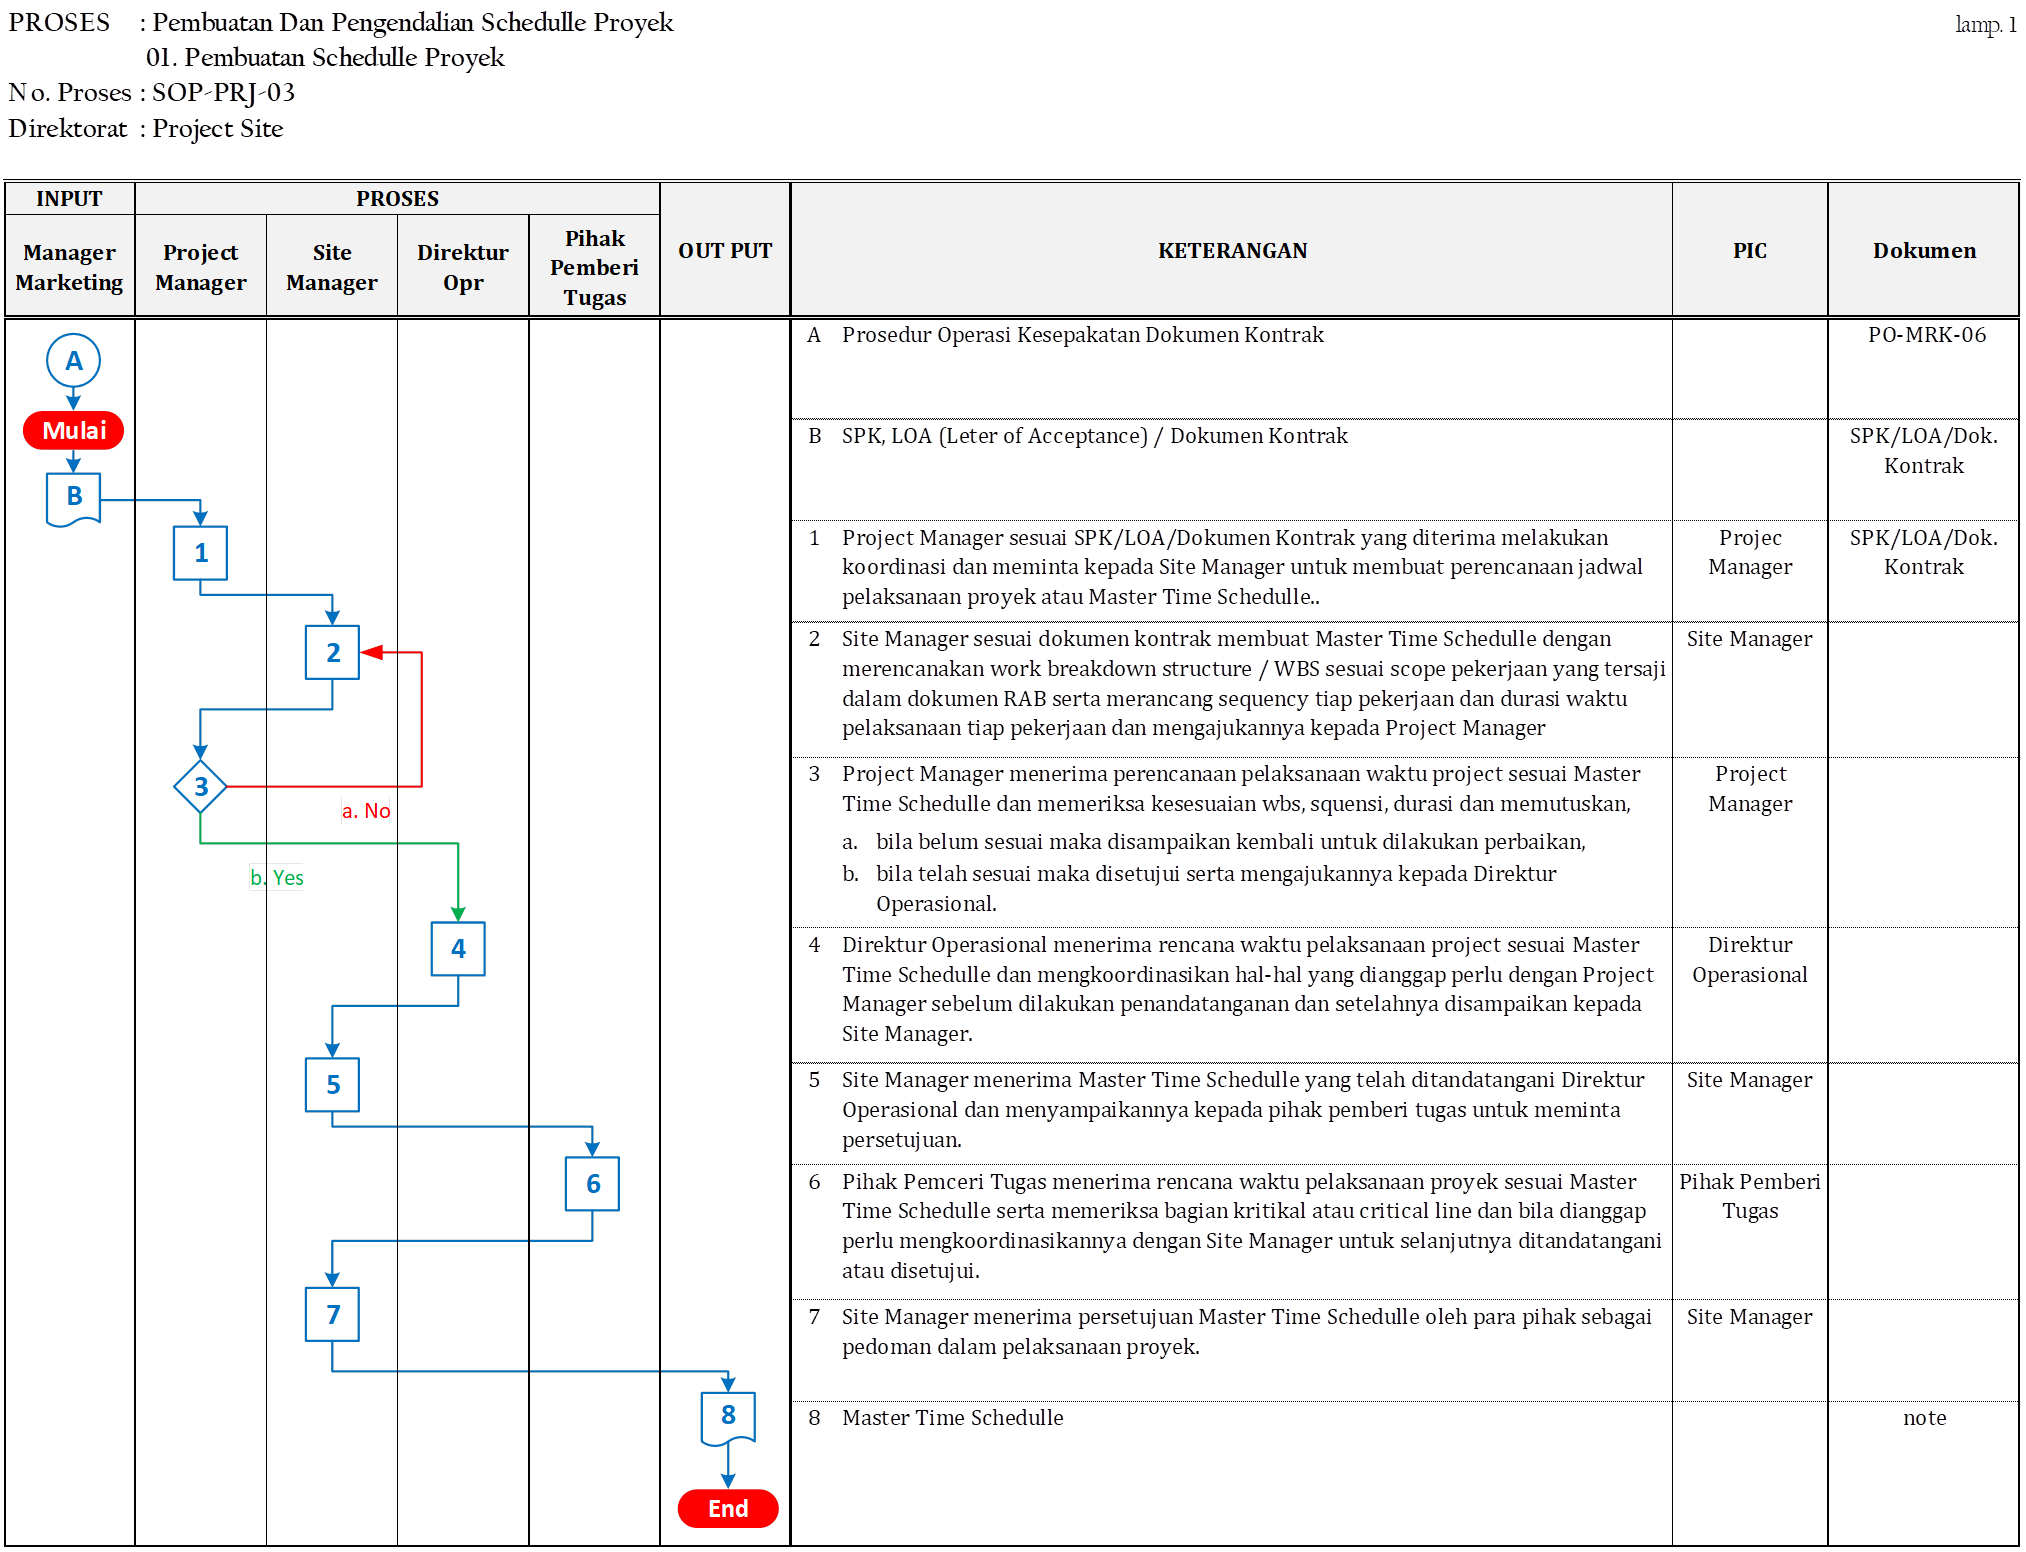 PROSES : Pembuatan Dan Pengendalian Schedulle Proyek
lamp. 1
01. Pembuatan Schedulle Proyek
No. Proses : SOP-PRJ-03
Direktorat : Project Site
INPUT
PROSES
OUT PUT
KETERANGAN
PIC
Dokumen
Manager
Marketing
Project
Manager
Site
Manager
Direktur
Opr
Pihak
Pemberi
Tugas
A
Mulai
B
1
2
3
a. No
b. Yes
4
5
6
7
8
End
A Prosedur Operasi Kesepakatan Dokumen Kontrak
PO-MRK-06
B SPK, LOA (Leter of Acceptance) / Dokumen Kontrak
SPK/LOA/Dok.
Kontrak
1 Project Manager sesuai SPK/LOA/Dokumen Kontrak yang diterima melakukan
koordinasi dan meminta kepada Site Manager untuk membuat perencanaan jadwal
pelaksanaan proyek atau Master Time Schedulle..
Projec
Manager
SPK/LOA/Dok.
Kontrak
2 Site Manager sesuai dokumen kontrak membuat Master Time Schedulle dengan
merencanakan work breakdown structure / WBS sesuai scope pekerjaan yang tersaji
dalam dokumen RAB serta merancang sequency tiap pekerjaan dan durasi waktu
pelaksanaan tiap pekerjaan dan mengajukannya kepada Project Manager
Site Manager
3 Project Manager menerima perencanaan pelaksanaan waktu project sesuai Master
Time Schedulle dan memeriksa kesesuaian wbs, squensi, durasi dan memutuskan,
a. bila belum sesuai maka disampaikan kembali untuk dilakukan perbaikan,
b. bila telah sesuai maka disetujui serta mengajukannya kepada Direktur
Operasional.
Project
Manager
4 Direktur Operasional menerima rencana waktu pelaksanaan project sesuai Master
Time Schedulle dan mengkoordinasikan hal-hal yang dianggap perlu dengan Project
Manager sebelum dilakukan penandatanganan dan setelahnya disampaikan kepada
Site Manager.
Direktur
Operasional
5 Site Manager menerima Master Time Schedulle yang telah ditandatangani Direktur
Operasional dan menyampaikannya kepada pihak pemberi tugas untuk meminta
persetujuan.
Site Manager
6 Pihak Pemceri Tugas menerima rencana waktu pelaksanaan proyek sesuai Master
Time Schedulle serta memeriksa bagian kritikal atau critical line dan bila dianggap
perlu mengkoordinasikannya dengan Site Manager untuk selanjutnya ditandatangani
atau disetujui.
Pihak Pemberi
Tugas
7 Site Manager menerima persetujuan Master Time Schedulle oleh para pihak sebagai
pedoman dalam pelaksanaan proyek.
Site Manager
8 Master Time Schedulle
note